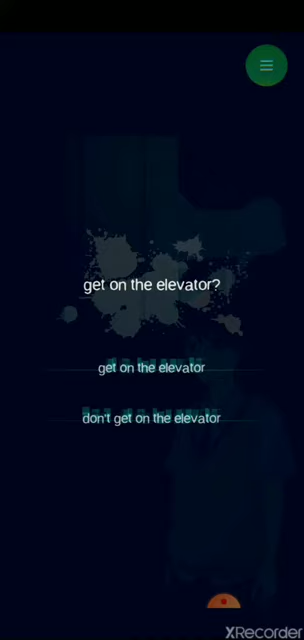 get on the elevator?
get on the elevator
don't get on the elevator
XRecorder